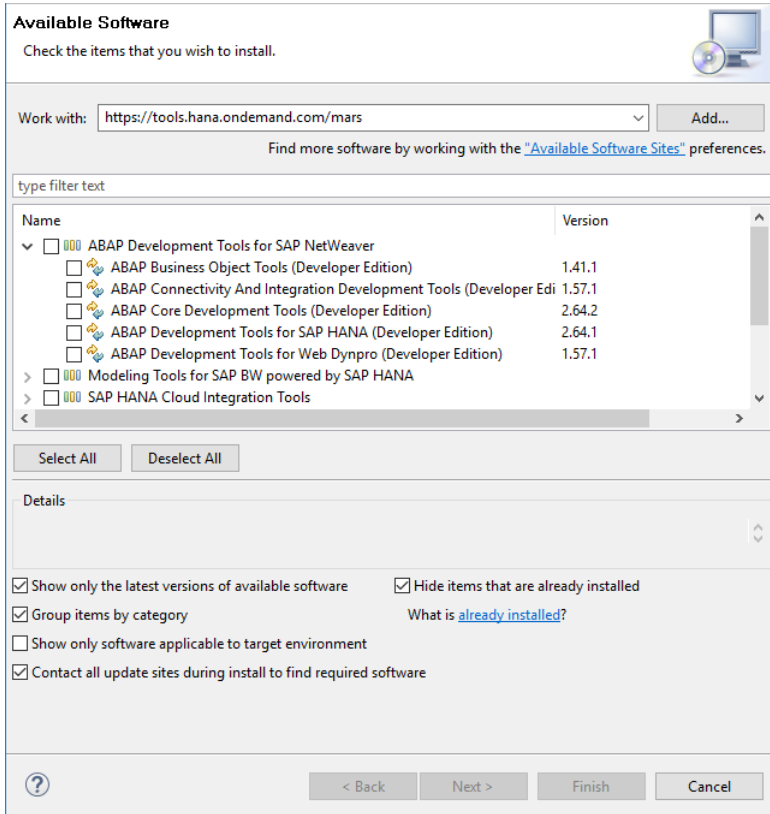 Available Software
Check the items that you wish to install.
Work with: https://tools.hana.ondemand.com/mars Add...
Find more software by working with the "Available Software Sites" preferences.
type filter text
Name Version
ABAP Development Tools for SAP NetWeaver
ABAP Business Object Tools (Developer Edition) 1.41.1
ABAP Connectivity And Integration Development Tools (Developer Edi 1.57.1
ABAP Core Development Tools (Developer Edition) 2.64.2
ABAP Development Tools for SAP HANA (Developer Edition) 2.64.1
ABAP Development Tools for Web Dynpro (Developer Edition) 1.57.1
Modeling Tools for SAP BW powered by SAP HANA
SAP HANA Cloud Integration Tools
Select All Deselect All
Details
Show only the latest versions of available software Hide items that are already installed
Group items by category What is already installed?
Show only software applicable to target environment
Contact all update sites during install to find required software
? < Back Next > Finish Cancel